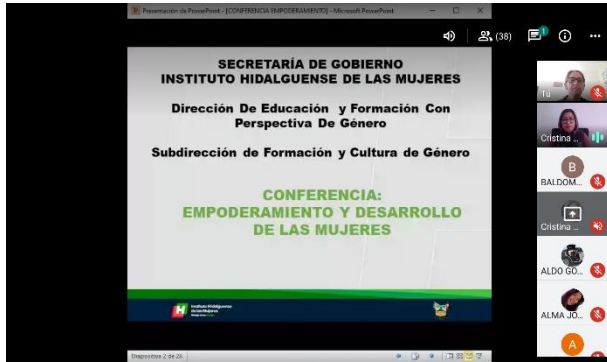 Presentación de PowerPoint - [CONFERENCIA EMPODERAMIENTO] - Microsoft PowerPoint
(38)
1
SECRETARÍA DE GOBIERNO
INSTITUTO HIDALGUENSE DE LAS MUJERES
Dirección De Educación y Formación Con
Perspectiva De Género
Subdirección de Formación y Cultura de Género
CONFERENCIA:
EMPODERAMIENTO Y DESARROLLO
DE LAS MUJERES
H
Instituto Hidalguense
de las Mujeres
Diapositiva 2 de 26
Tú
Cristina ...
B
BALDOM...
Cristina ...
ALDO GO...
ALMA JO...
A